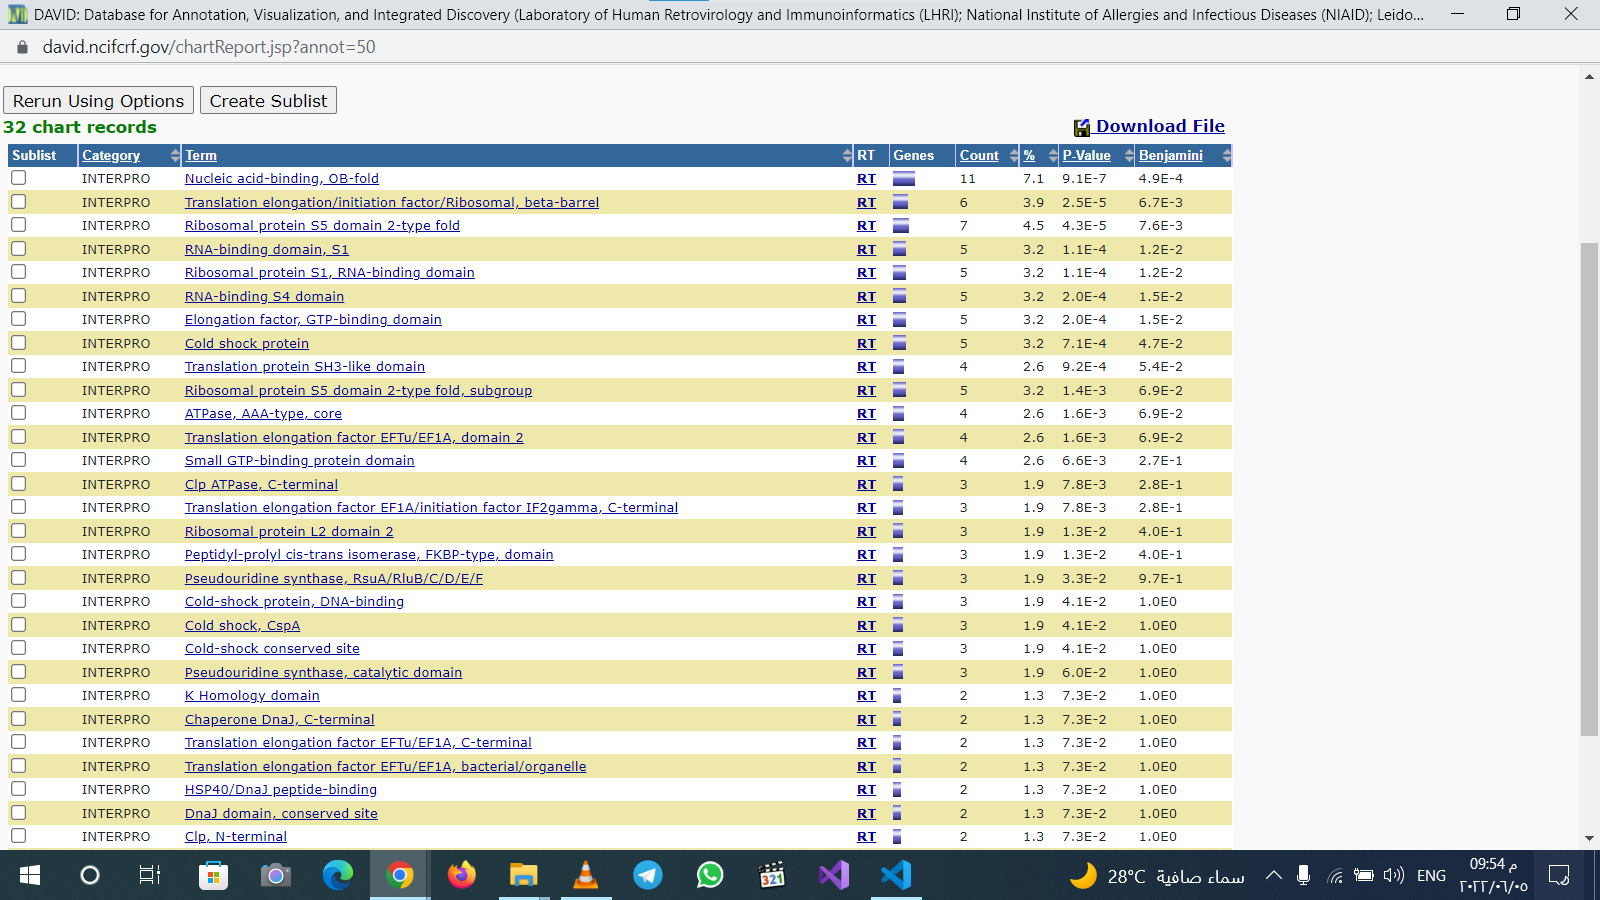 DAVID: Database for Annotation, Visualization, and Integrated Discovery (Laboratory of Human Retrovirology and Immunoinformatics (LHRI); National Institute of Allergies and Infectious Diseases (NIAID); Leido...
david.ncifcrf.gov/chartReport.jsp?annot=50
Rerun Using Options Create Sublist
32 chart records Download File
Sublist Category Term RT Genes Count % P-Value Benjamini
INTERPRO Nucleic acid-binding, OB-fold RT 11 7.1 9.1E-7 4.9E-4
INTERPRO Translation elongation/initiation factor/Ribosomal, beta-barrel RT 6 3.9 2.5E-5 6.7E-3
INTERPRO Ribosomal protein S5 domain 2-type fold RT 7 4.5 4.3E-5 7.6E-3
INTERPRO RNA-binding domain, S1 RT 5 3.2 1.1E-4 1.2E-2
INTERPRO Ribosomal protein S1, RNA-binding domain RT 5 3.2 1.1E-4 1.2E-2
INTERPRO RNA-binding S4 domain RT 5 3.2 2.0E-4 1.5E-2
INTERPRO Elongation factor, GTP-binding domain RT 5 3.2 2.0E-4 1.5E-2
INTERPRO Cold shock protein RT 5 3.2 7.1E-4 4.7E-2
INTERPRO Translation protein SH3-like domain RT 4 2.6 9.2E-4 5.4E-2
INTERPRO Ribosomal protein S5 domain 2-type fold, subgroup RT 5 3.2 1.4E-3 6.9E-2
INTERPRO ATPase, AAA-type, core RT 4 2.6 1.6E-3 6.9E-2
INTERPRO Translation elongation factor EFTu/EF1A, domain 2 RT 4 2.6 1.6E-3 6.9E-2
INTERPRO Small GTP-binding protein domain RT 4 2.6 6.6E-3 2.7E-1
INTERPRO Clp ATPase, C-terminal RT 3 1.9 7.8E-3 2.8E-1
INTERPRO Translation elongation factor EF1A/initiation factor IF2gamma, C-terminal RT 3 1.9 7.8E-3 2.8E-1
INTERPRO Ribosomal protein L2 domain 2 RT 3 1.9 1.3E-2 4.0E-1
INTERPRO Peptidyl-prolyl cis-trans isomerase, FKBP-type, domain RT 3 1.9 1.3E-2 4.0E-1
INTERPRO Pseudouridine synthase, RsuA/RluB/C/D/E/F RT 3 1.9 3.3E-2 9.7E-1
INTERPRO Cold-shock protein, DNA-binding RT 3 1.9 4.1E-2 1.0E0
INTERPRO Cold shock, CspA RT 3 1.9 4.1E-2 1.0E0
INTERPRO Cold-shock conserved site RT 3 1.9 4.1E-2 1.0E0
INTERPRO Pseudouridine synthase, catalytic domain RT 3 1.9 6.0E-2 1.0E0
INTERPRO K Homology domain RT 2 1.3 7.3E-2 1.0E0
INTERPRO Chaperone DnaJ, C-terminal RT 2 1.3 7.3E-2 1.0E0
INTERPRO Translation elongation factor EFTu/EF1A, C-terminal RT 2 1.3 7.3E-2 1.0E0
INTERPRO Translation elongation factor EFTu/EF1A, bacterial/organelle RT 2 1.3 7.3E-2 1.0E0
INTERPRO HSP40/DnaJ peptide-binding RT 2 1.3 7.3E-2 1.0E0
INTERPRO DnaJ domain, conserved site RT 2 1.3 7.3E-2 1.0E0
INTERPRO Clp, N-terminal RT 2 1.3 7.3E-2 1.0E0
321
28°C سماء صافية ENG
09:54 م
٢٠٢٢/٠٦/٠٥